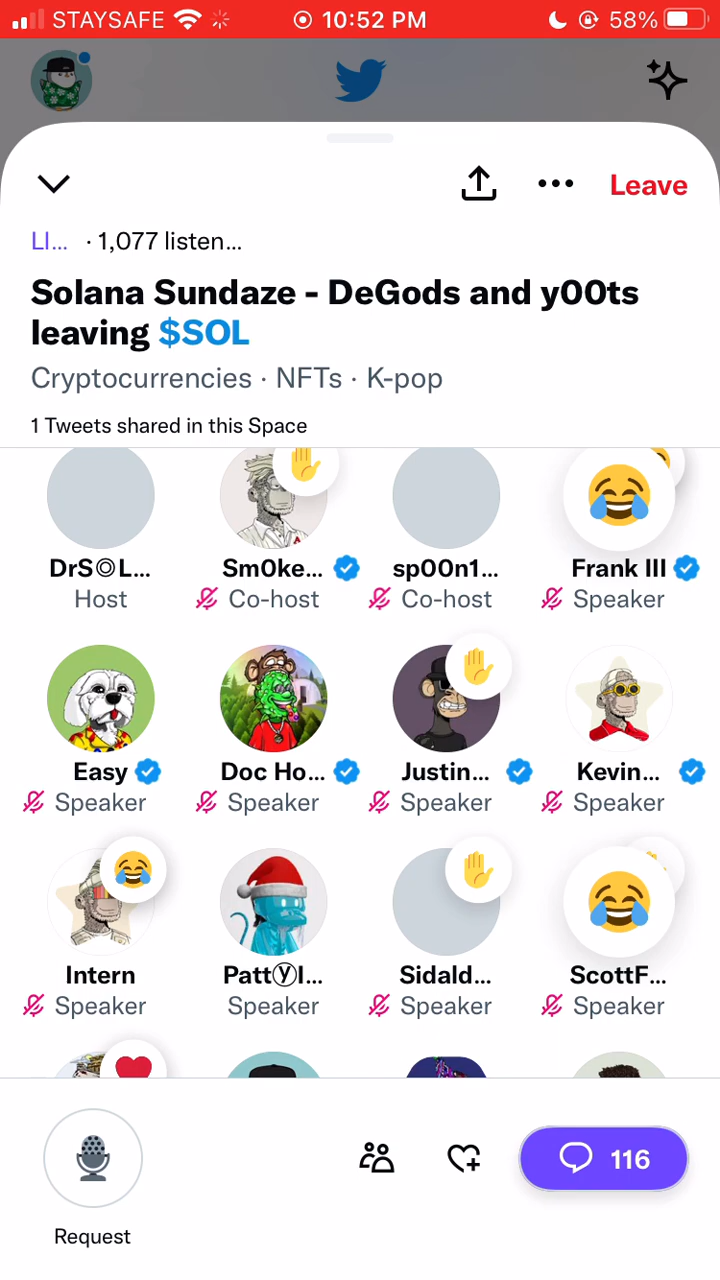 STAYSAFE 10:52 PM 58%
Leave
LI... · 1,077 listen...
Solana Sundaze - DeGods and y00ts
leaving $SOL
Cryptocurrencies · NFTs · K-pop
1 Tweets shared in this Space
DrS◎L... Sm0ke... sp00n1... Frank III
Host Co-host Co-host Speaker
Easy Doc Ho... Justin... Kevin...
Speaker Speaker Speaker Speaker
Intern PattⓎI... Sidald... ScottF...
Speaker Speaker Speaker Speaker
116
Request